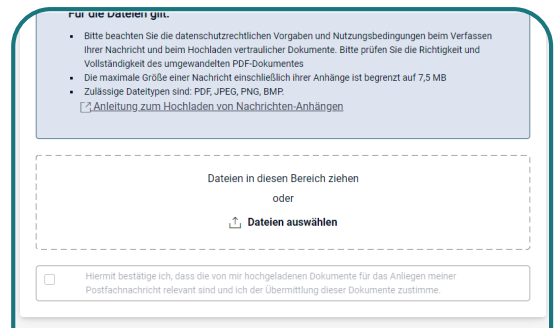 Für die Dateien gilt:
Bitte beachten Sie die datenschutzrechtlichen Vorgaben und Nutzungsbedingungen beim Verfassen
Ihrer Nachricht und beim Hochladen vertraulicher Dokumente. Bitte prüfen Sie die Richtigkeit und
Vollständigkeit des umgewandelten PDF-Dokumentes
Die maximale Größe einer Nachricht einschließlich ihrer Anhänge ist begrenzt auf 7,5 MB
Zulässige Dateitypen sind: PDF, JPEG, PNG, BMP.
Anleitung zum Hochladen von Nachrichten-Anhängen
Dateien in diesen Bereich ziehen
oder
Dateien auswählen
Hiermit bestätige ich, dass die von mir hochgeladenen Dokumente für das Anliegen meiner
Postfachnachricht relevant sind und ich der Übermittlung dieser Dokumente zustimme.